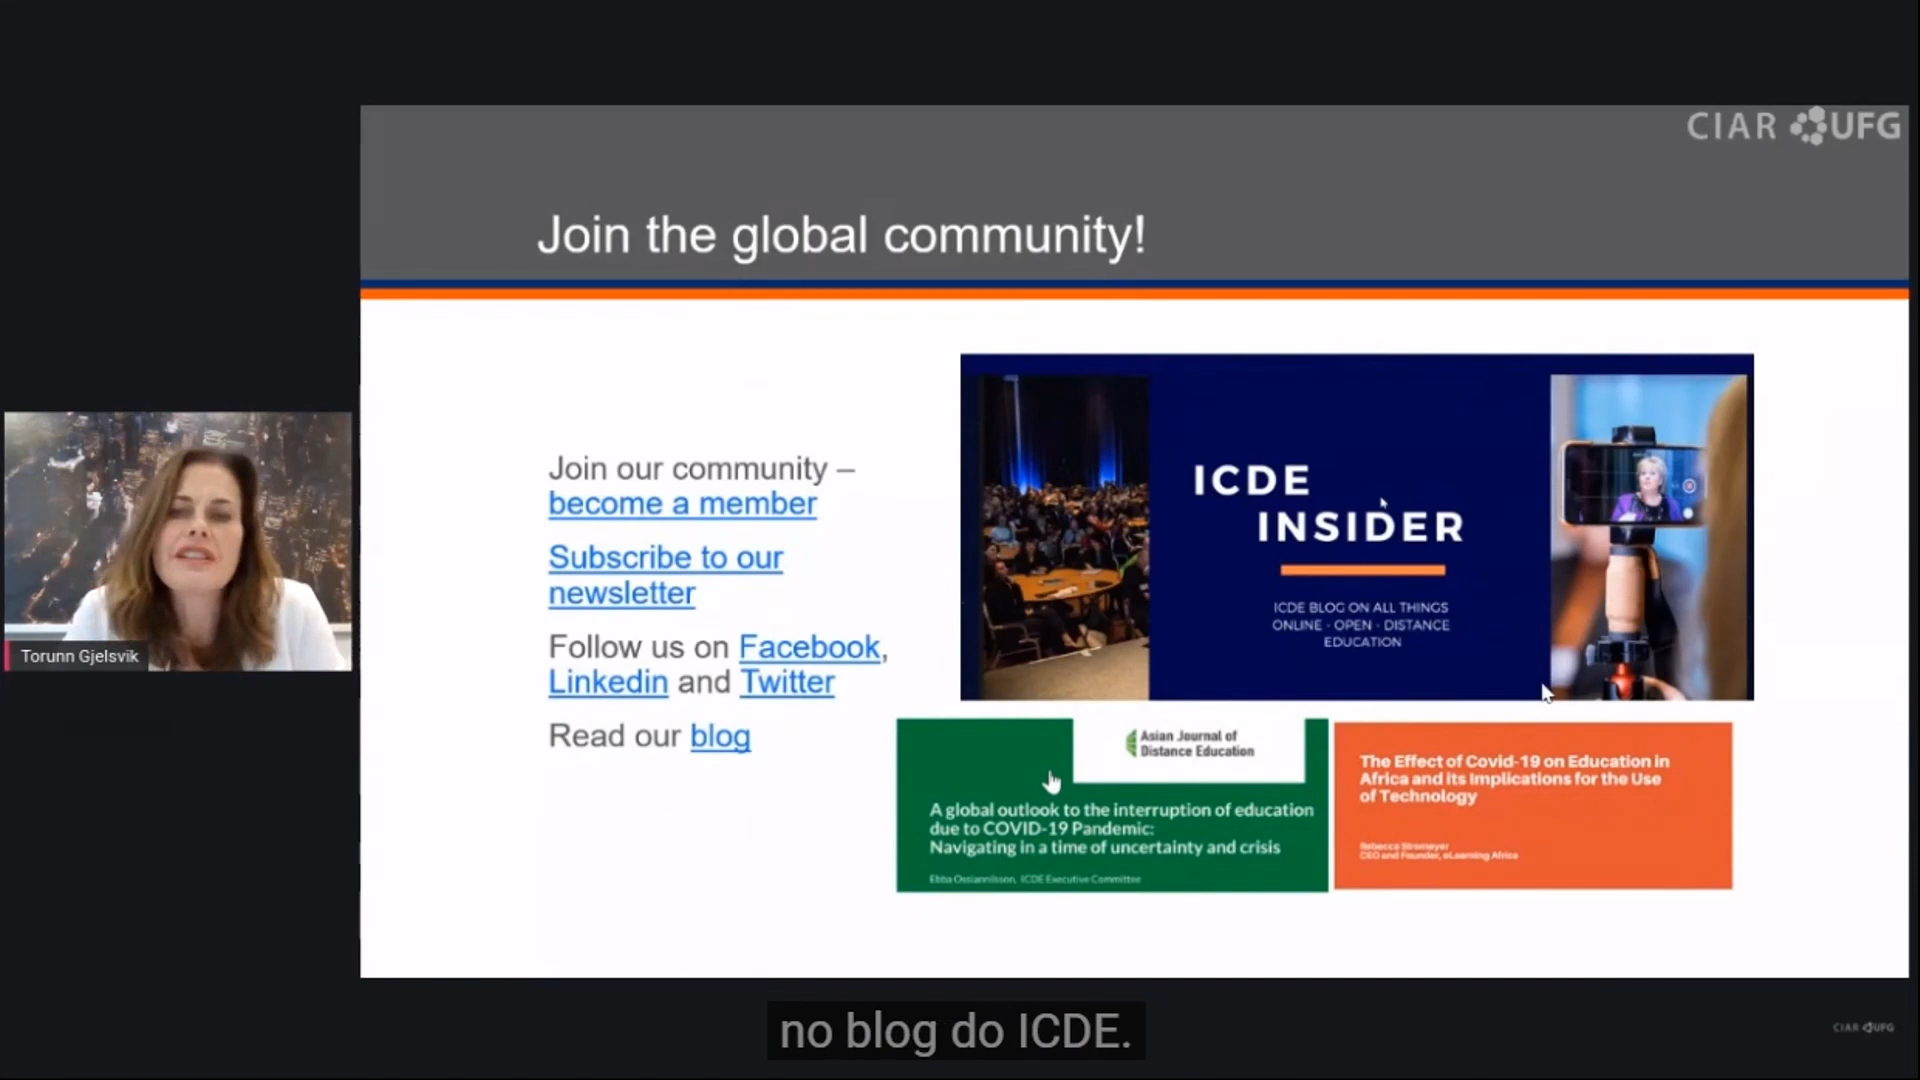 CIAR UFG
Join the global community!
Join our community –
become a member
Subscribe to our
newsletter
Follow us on Facebook,
Linkedin and Twitter
Read our blog
ICDE
INSIDER
ICDE BLOG ON ALL THINGS
ONLINE - OPEN - DISTANCE
EDUCATION
Asian Journal of
Distance Education
A global outlook to the interruption of education
due to COVID-19 Pandemic:
Navigating in a time of uncertainty and crisis
Ebba Ossiannilsson, ICDE Executive Committee
The Effect of Covid-19 on Education in
Africa and its Implications for the Use
of Technology
Rebecca Stromeyer
CEO and Founder, eLearning Africa
Torunn Gjelsvik
no blog do ICDE.
CIAR UFG